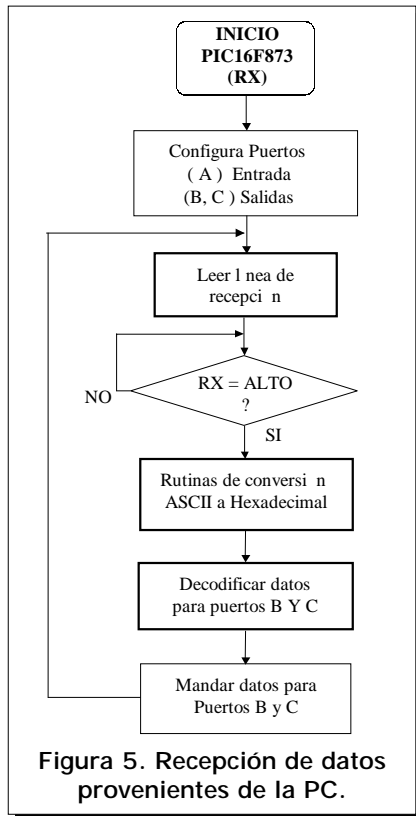 INICIO
PIC16F873
(RX)
Configura Puertos
( A ) Entrada
(B, C ) Salidas
Leer l nea de
recepci n
RX = ALTO
?
NO
SI
Rutinas de conversi n
ASCII a Hexadecimal
Decodificar datos
para puertos B Y C
Mandar datos para
Puertos B y C
Figura 5. Recepción de datos
provenientes de la PC.